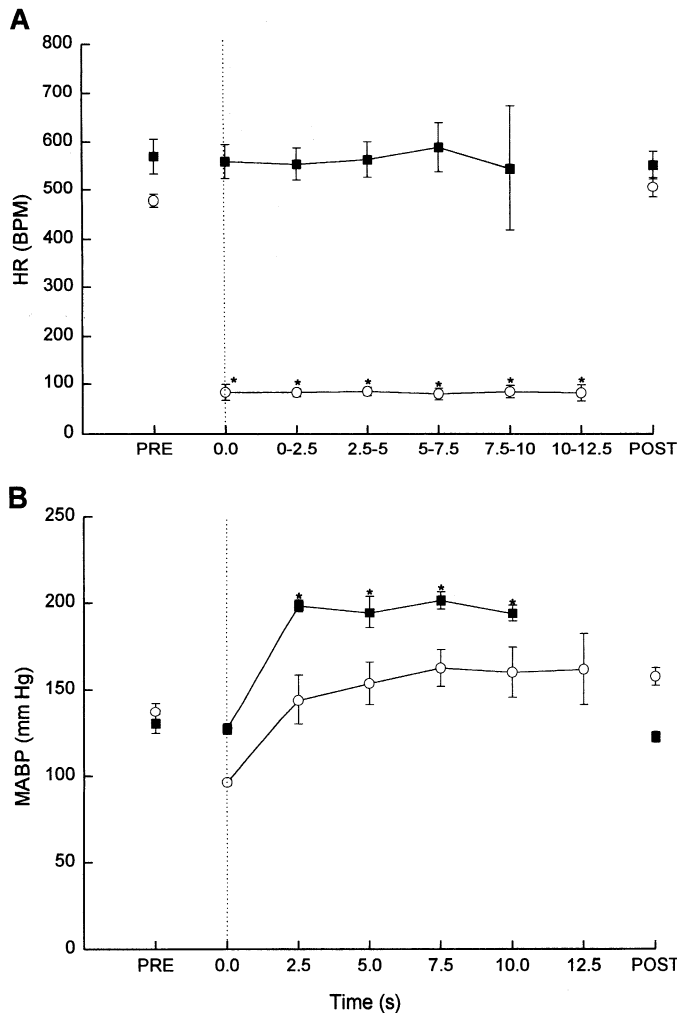 A
800
700
600
500
400
300
200
100
0
HR (BPM)
* * * * * *
PRE 0.0 0-2.5 2.5-5 5-7.5 7.5-10 10-12.5 POST
B
250
200
150
100
50
0
MABP (mm Hg)
* * * *
PRE 0.0 2.5 5.0 7.5 10.0 12.5 POST
Time (s)